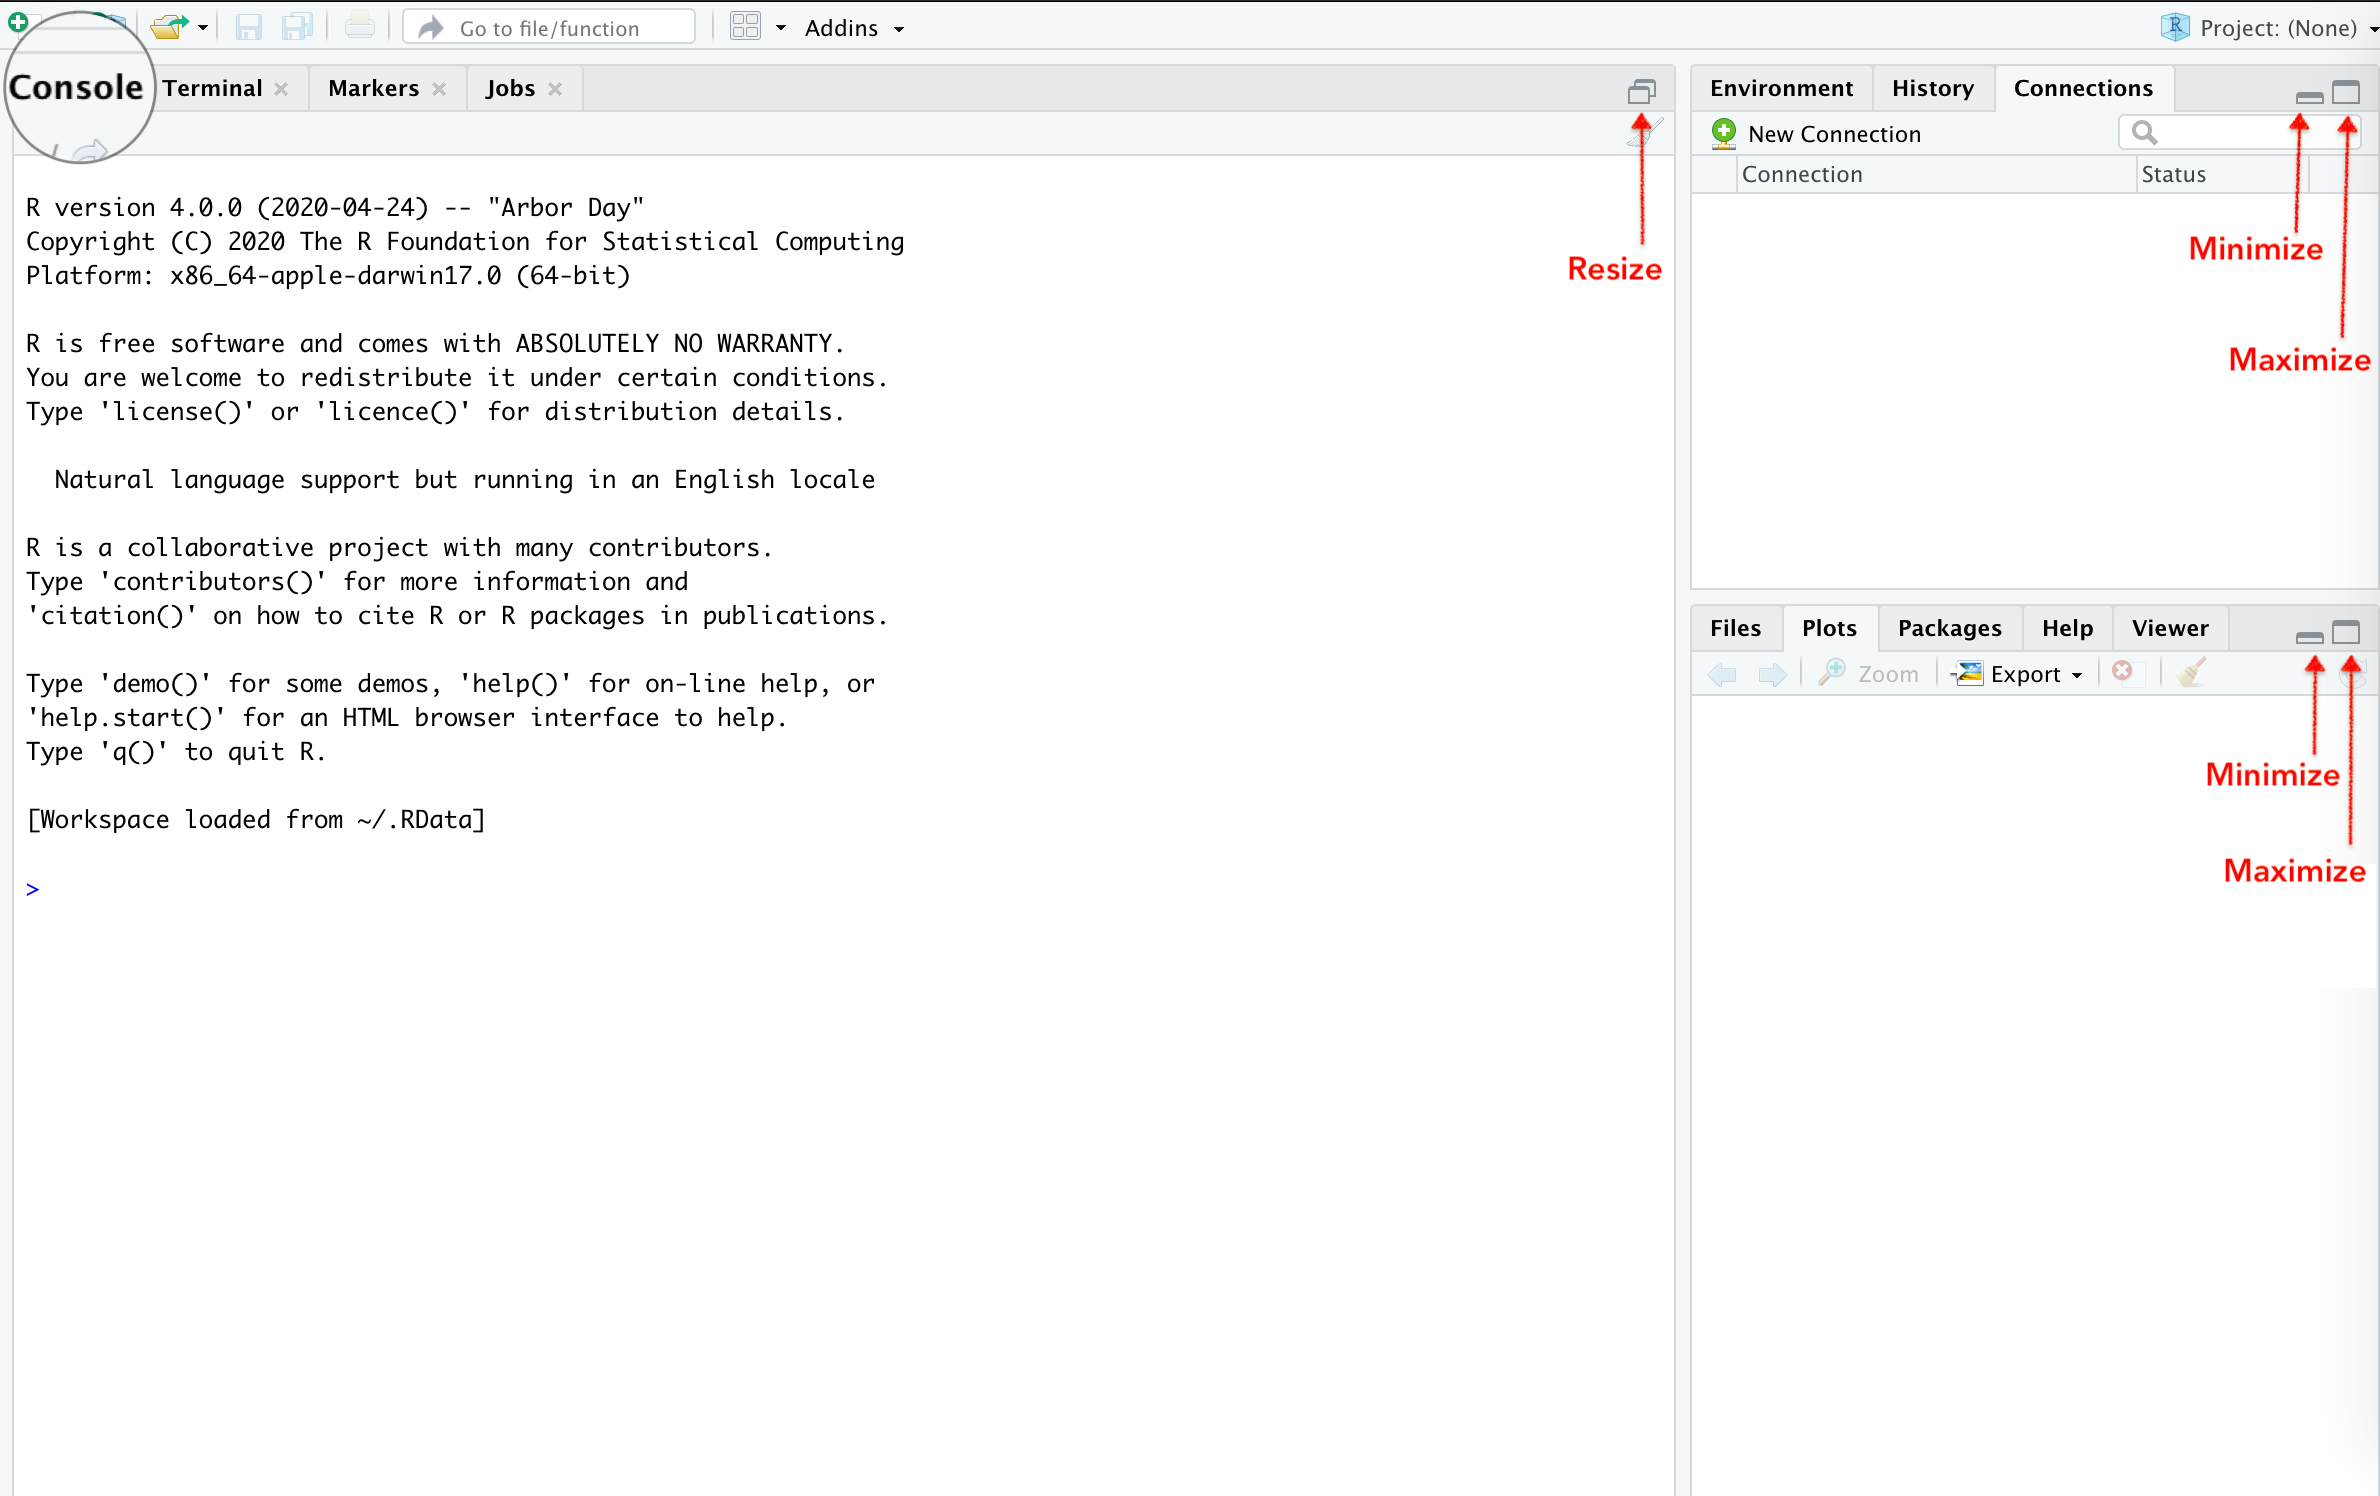 Go to file/function
Addins
Project: (None)
Console
Terminal
Markers
Jobs
R version 4.0.0 (2020-04-24) -- "Arbor Day"
Copyright (C) 2020 The R Foundation for Statistical Computing
Platform: x86_64-apple-darwin17.0 (64-bit)
R is free software and comes with ABSOLUTELY NO WARRANTY.
You are welcome to redistribute it under certain conditions.
Type 'license()' or 'licence()' for distribution details.
Natural language support but running in an English locale
R is a collaborative project with many contributors.
Type 'contributors()' for more information and
'citation()' on how to cite R or R packages in publications.
Type 'demo()' for some demos, 'help()' for on-line help, or
'help.start()' for an HTML browser interface to help.
Type 'q()' to quit R.
[Workspace loaded from ~/.RData]
>
Resize
Environment
History
Connections
New Connection
Connection
Status
Minimize
Maximize
Files
Plots
Packages
Help
Viewer
Zoom
Export
Minimize
Maximize